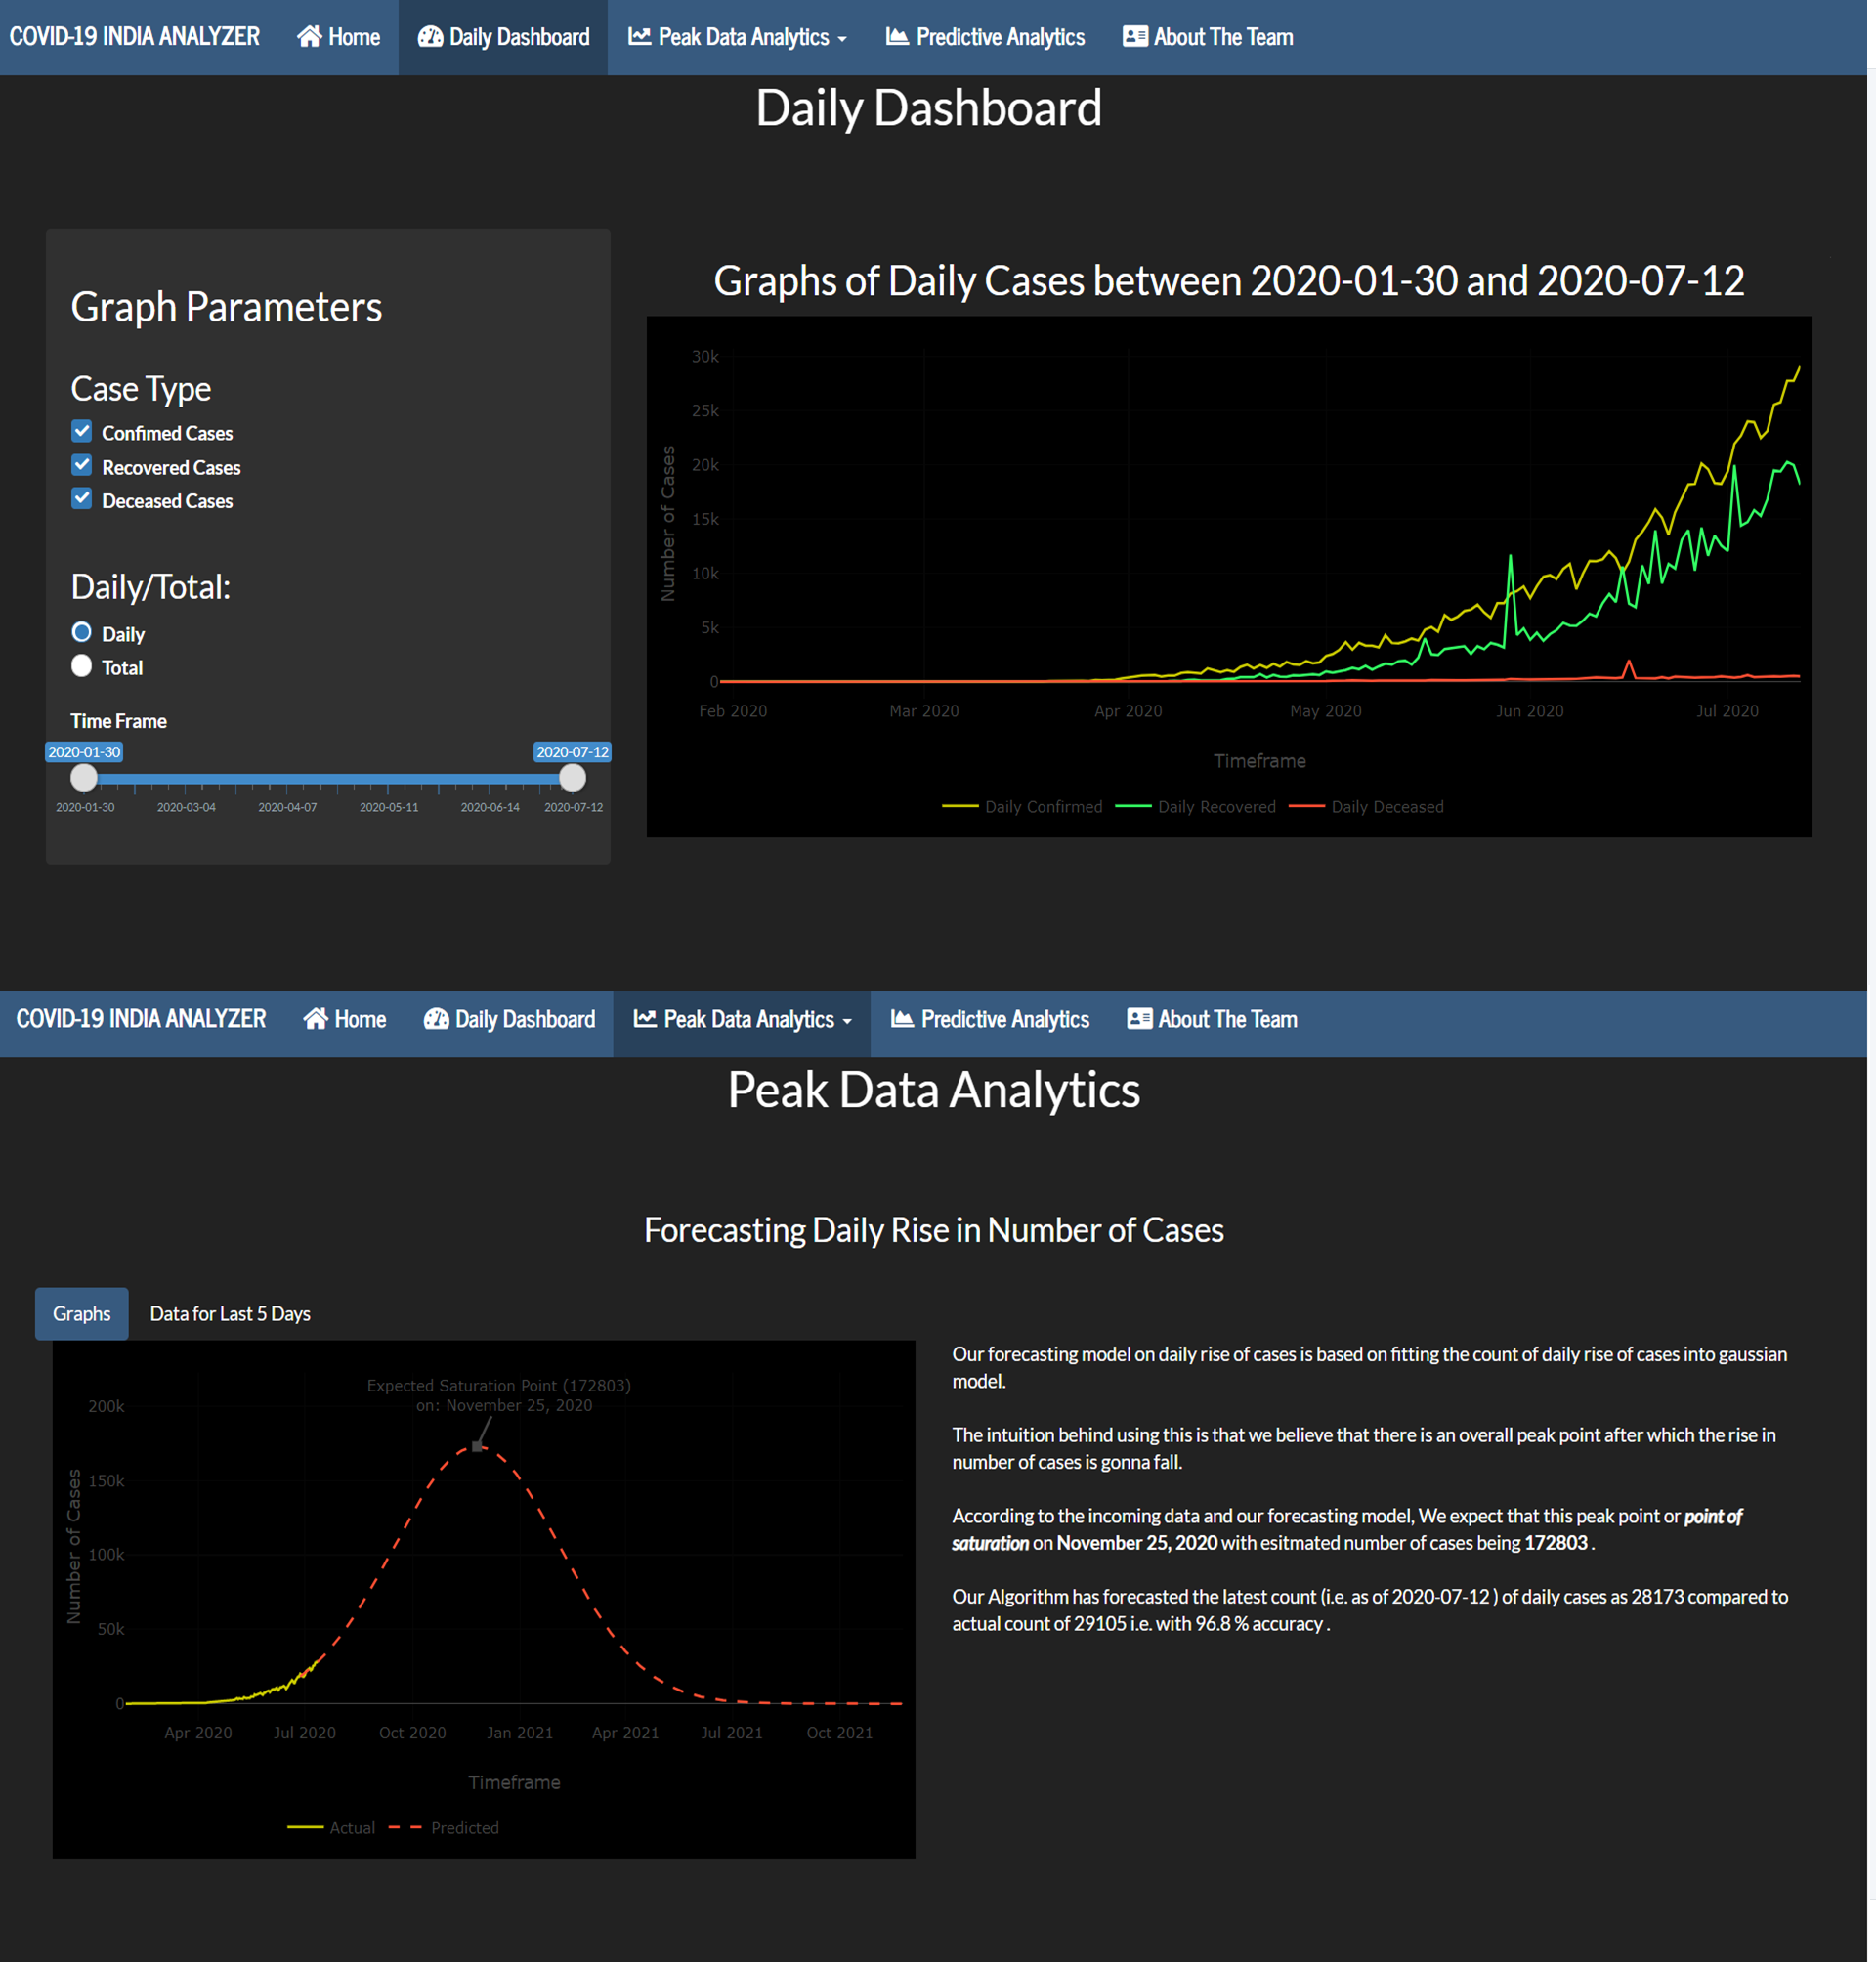 COVID-19 INDIA ANALYZER Home Daily Dashboard Peak Data Analytics Predictive Analytics About The Team
Daily Dashboard
Graph Parameters
Case Type
Confimed Cases
Recovered Cases
Deceased Cases
Daily/Total:
Daily
Total
Time Frame
2020-01-30 2020-07-12
2020-01-30 2020-03-04 2020-04-07 2020-05-11 2020-06-14 2020-07-12
Graphs of Daily Cases between 2020-01-30 and 2020-07-12
Number of Cases
30k
25k
20k
15k
10k
5k
0
Feb 2020 Mar 2020 Apr 2020 May 2020 Jun 2020 Jul 2020
Timeframe
Daily Confirmed Daily Recovered Daily Deceased
COVID-19 INDIA ANALYZER Home Daily Dashboard Peak Data Analytics Predictive Analytics About The Team
Peak Data Analytics
Forecasting Daily Rise in Number of Cases
Graphs Data for Last 5 Days
Expected Saturation Point (172803)
on: November 25, 2020
Number of Cases
200k
150k
100k
50k
0
Apr 2020 Jul 2020 Oct 2020 Jan 2021 Apr 2021 Jul 2021 Oct 2021
Timeframe
Actual Predicted
Our forecasting model on daily rise of cases is based on fitting the count of daily rise of cases into gaussian
model.
The intuition behind using this is that we believe that there is an overall peak point after which the rise in
number of cases is gonna fall.
According to the incoming data and our forecasting model, We expect that this peak point or point of
saturation on November 25, 2020 with esitmated number of cases being 172803 .
Our Algorithm has forecasted the latest count (i.e. as of 2020-07-12 ) of daily cases as 28173 compared to
actual count of 29105 i.e. with 96.8 % accuracy .